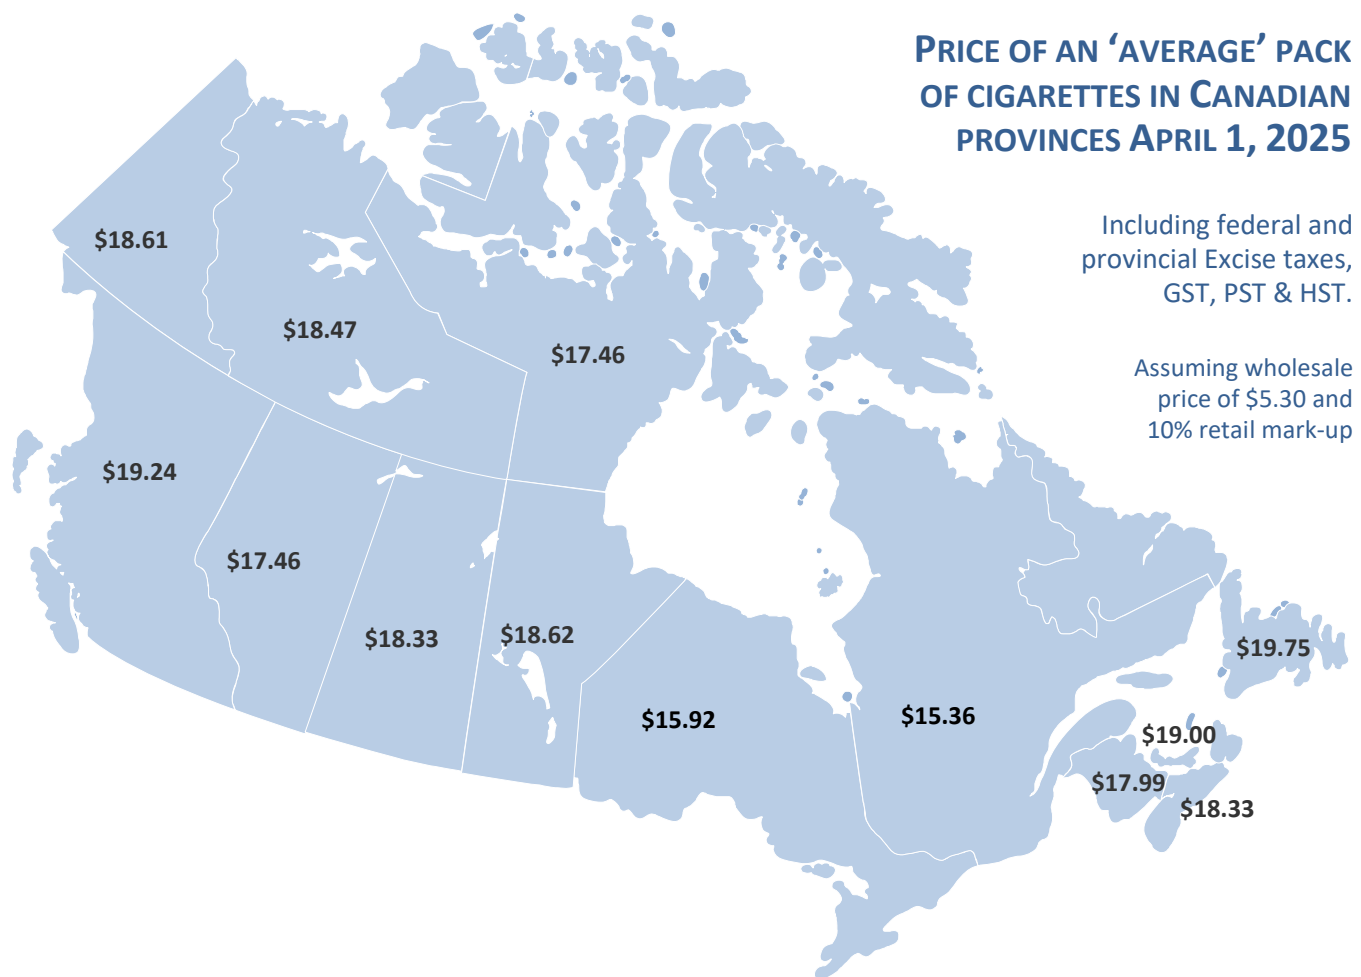 PRICE OF AN ‘AVERAGE’ PACK
OF CIGARETTES IN CANADIAN
PROVINCES APRIL 1, 2025
Including federal and
provincial Excise taxes,
GST, PST & HST.
Assuming wholesale
price of $5.30 and
10% retail mark-up
$18.61
$18.47
$17.46
$19.24
$17.46
$18.33
$18.62
$15.92
$15.36
$19.75
$19.00
$17.99
$18.33